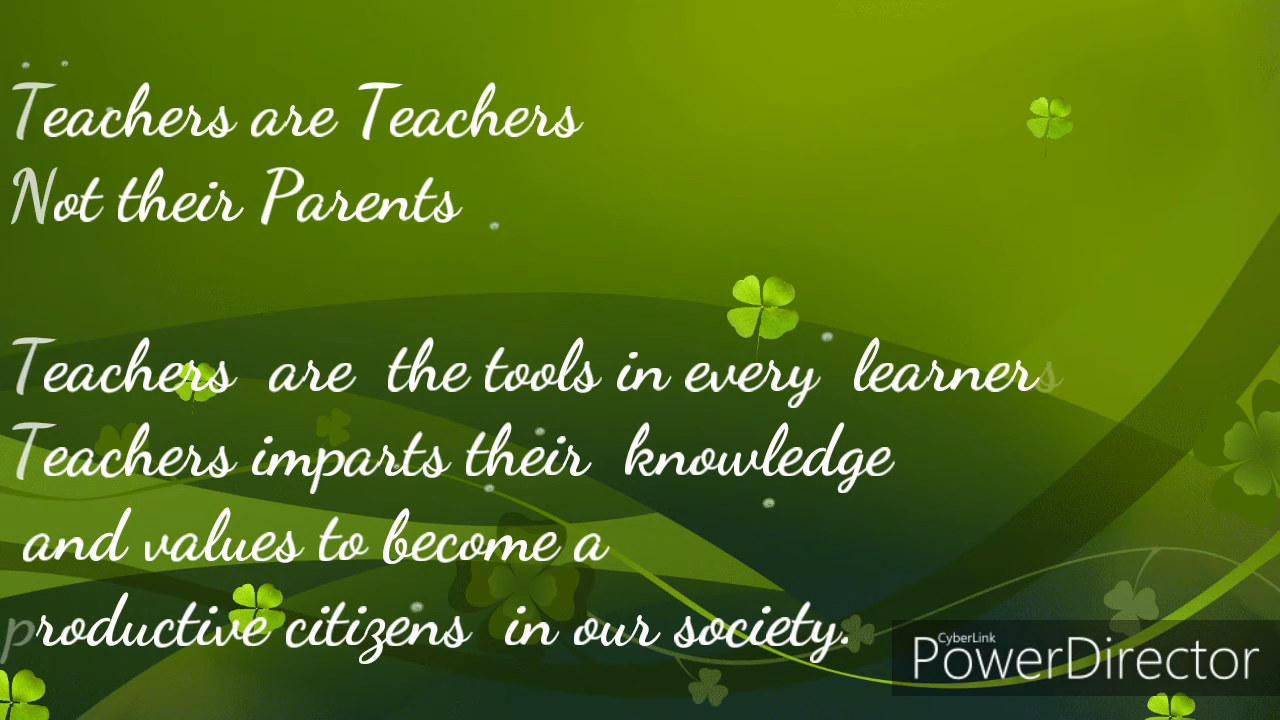 Teachers are Teachers
Not their Parents
Teachers are the tools in every learners
Teachers imparts their knowledge
and values to become a
productive citizens in our society.
CyberLink
PowerDirector